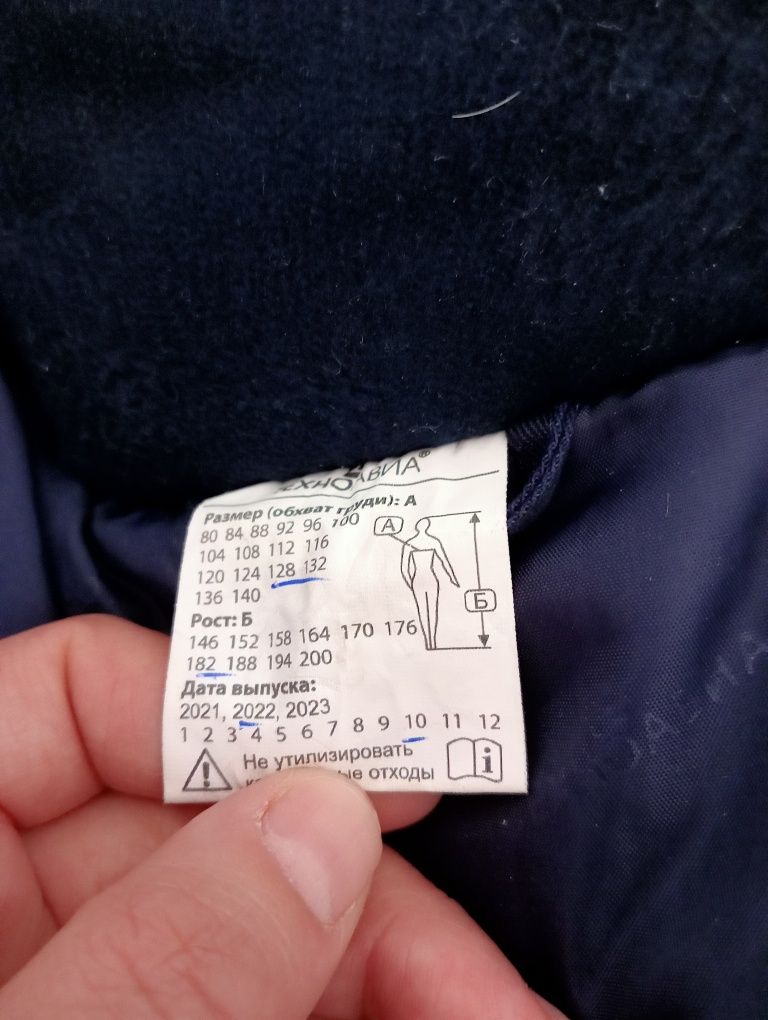 Размер (обхват груди): А
80 84 88 92 96 100
104 108 112 116
120 124 128 132
136 140
А
Б
Рост: Б
146 152 158 164 170 176
182 188 194 200
Дата выпуска:
2021, 2022, 2023
1 2 3 4 5 6 7 8 9 10 11 12
Не утилизировать
отходы
i